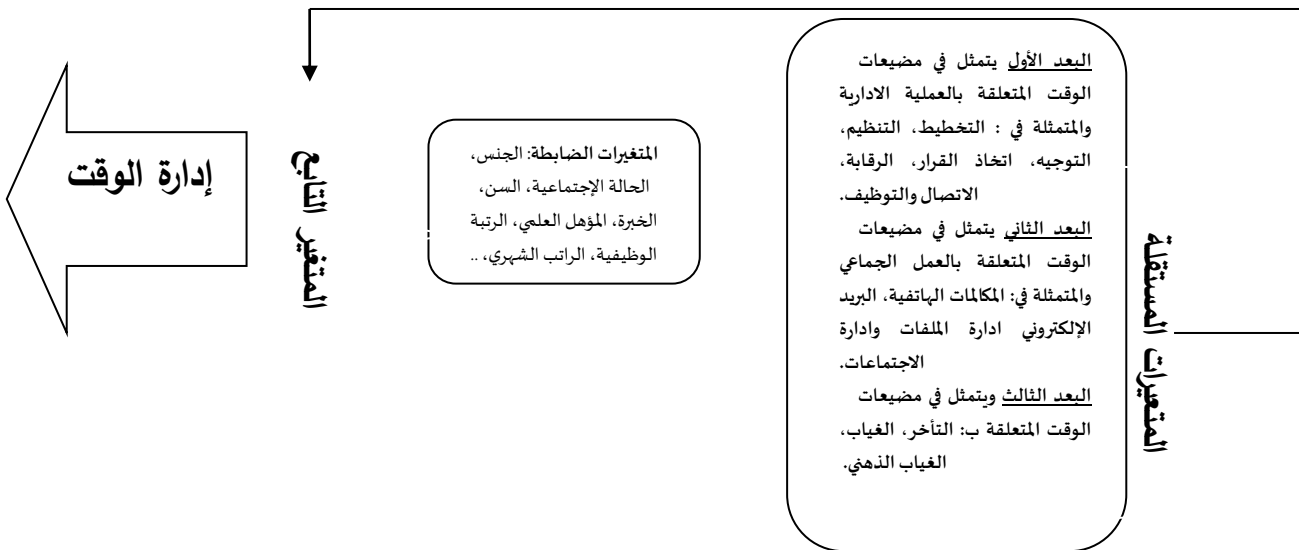 المتعيرات المستقلة
البعد الأول يتمثل في مضيعات
الوقت المتعلقة بالعملية الادارية
والمتمثلة في : التخطيط، التنظيم،
التوجيه، اتخاذ القرار، الرقابة،
الاتصال والتوظيف.
البعد الثاني يتمثل في مضيعات
الوقت المتعلقة بالعمل الجماعي
والمتمثلة في: المكالمات الهاتفية، البريد
الإلكتروني ادارة الملفات وادارة
الاجتماعات.
البعد الثالث ويتمثل في مضيعات
الوقت المتعلقة ب: التأخر، الغياب،
الغياب الذهني.
المتغيرات الضابطة: الجنس،
الحالة الإجتماعية، السن،
الخبرة، المؤهل العلمي، الرتبة
الوظيفية، الراتب الشهري، ..
المتغير التابع
إدارة الوقت